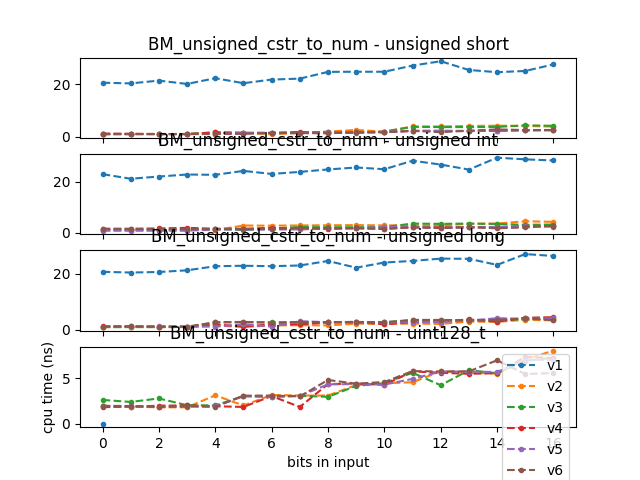 BM_unsigned_cstr_to_num - unsigned short
20
0
BM_unsigned_cstr_to_num - unsigned int
20
0
BM_unsigned_cstr_to_num - unsigned long
20
0
BM_unsigned_cstr_to_num - uint128_t
cpu time (ns)
5
0
v1
v2
v3
v4
v5
v6
0 2 4 6 8 10 12 14 16
bits in input